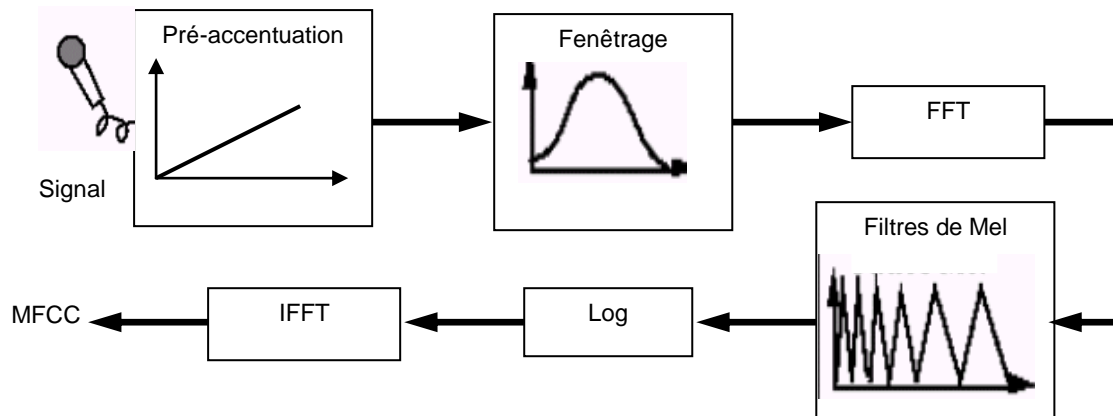 Pré-accentuation
Signal
Fenêtrage
FFT
Filtres de Mel
Log
IFFT
MFCC